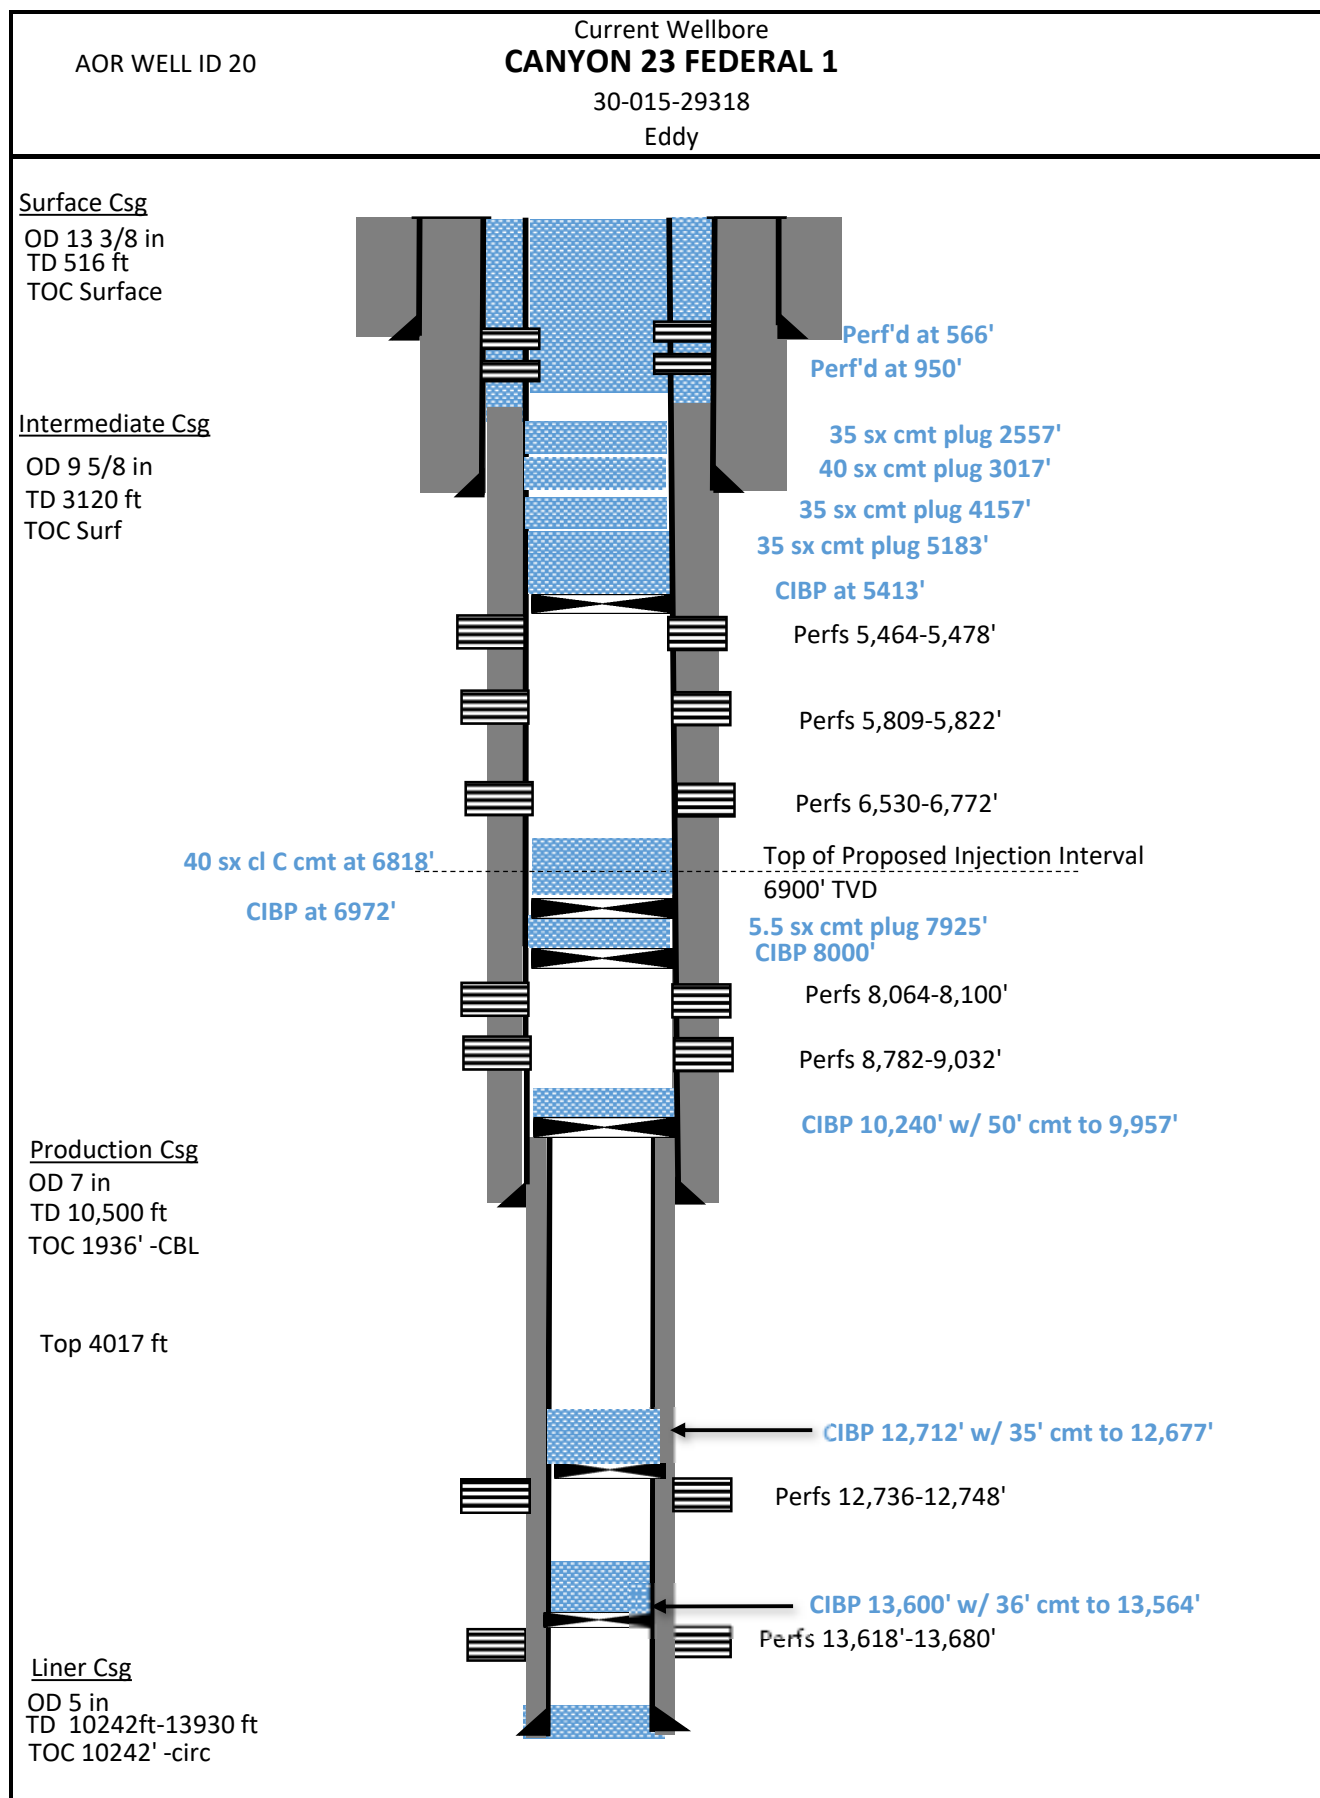 Current Wellbore
AOR WELL ID 20
CANYON 23 FEDERAL 1
30-015-29318
Eddy
Surface Csg
OD 13 3/8 in
TD 516 ft
TOC Surface
Perf'd at 566'
Perf'd at 950'
Intermediate Csg
OD 9 5/8 in
TD 3120 ft
TOC Surf
35 sx cmt plug 2557'
40 sx cmt plug 3017'
35 sx cmt plug 4157'
35 sx cmt plug 5183'
CIBP at 5413'
Perfs 5,464-5,478'
Perfs 5,809-5,822'
Perfs 6,530-6,772'
40 sx cl C cmt at 6818'
Top of Proposed Injection Interval
6900' TVD
CIBP at 6972'
5.5 sx cmt plug 7925'
CIBP 8000'
Perfs 8,064-8,100'
Perfs 8,782-9,032'
CIBP 10,240' w/ 50' cmt to 9,957'
Production Csg
OD 7 in
TD 10,500 ft
TOC 1936' -CBL
Top 4017 ft
CIBP 12,712' w/ 35' cmt to 12,677'
Perfs 12,736-12,748'
CIBP 13,600' w/ 36' cmt to 13,564'
Perfs 13,618'-13,680'
Liner Csg
OD 5 in
TD  10242ft-13930 ft
TOC 10242' -circ